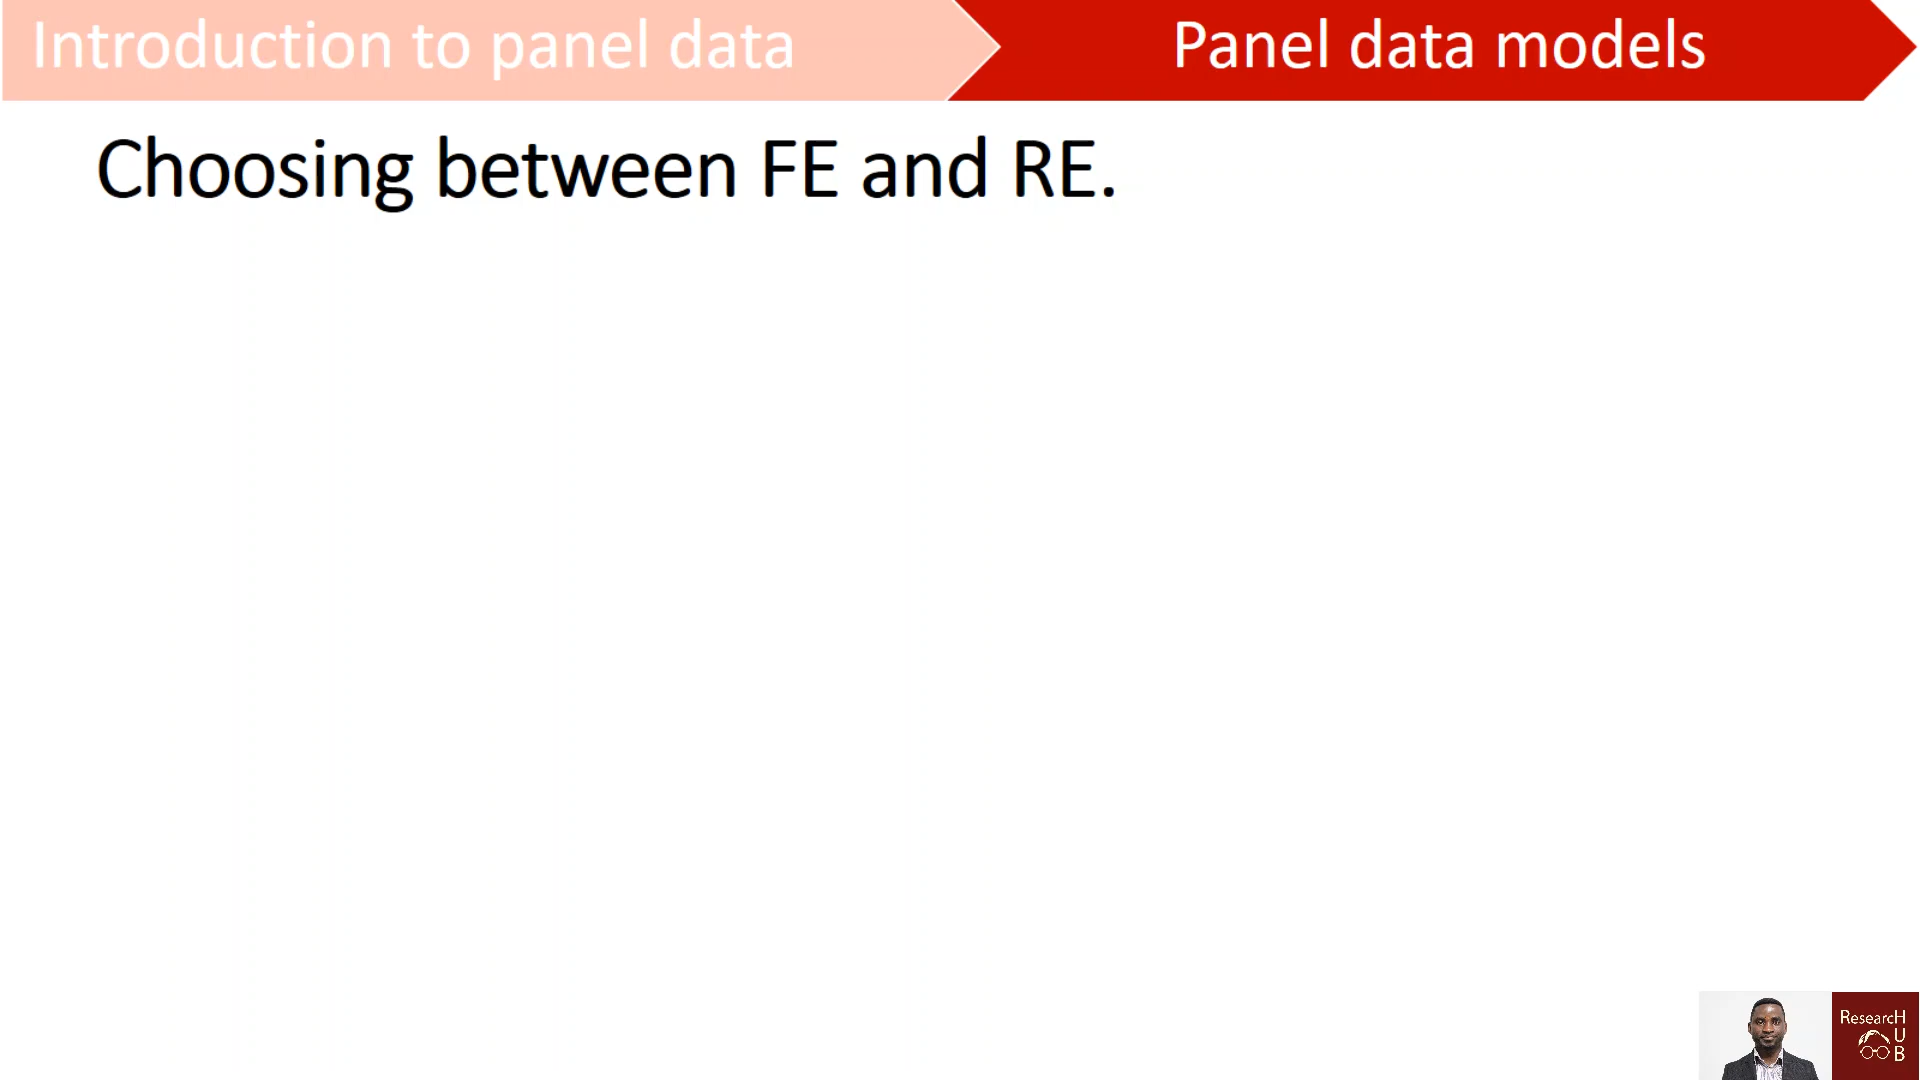 Introduction to panel data
Panel data models
Choosing between FE and RE.
ResearcH
U
B